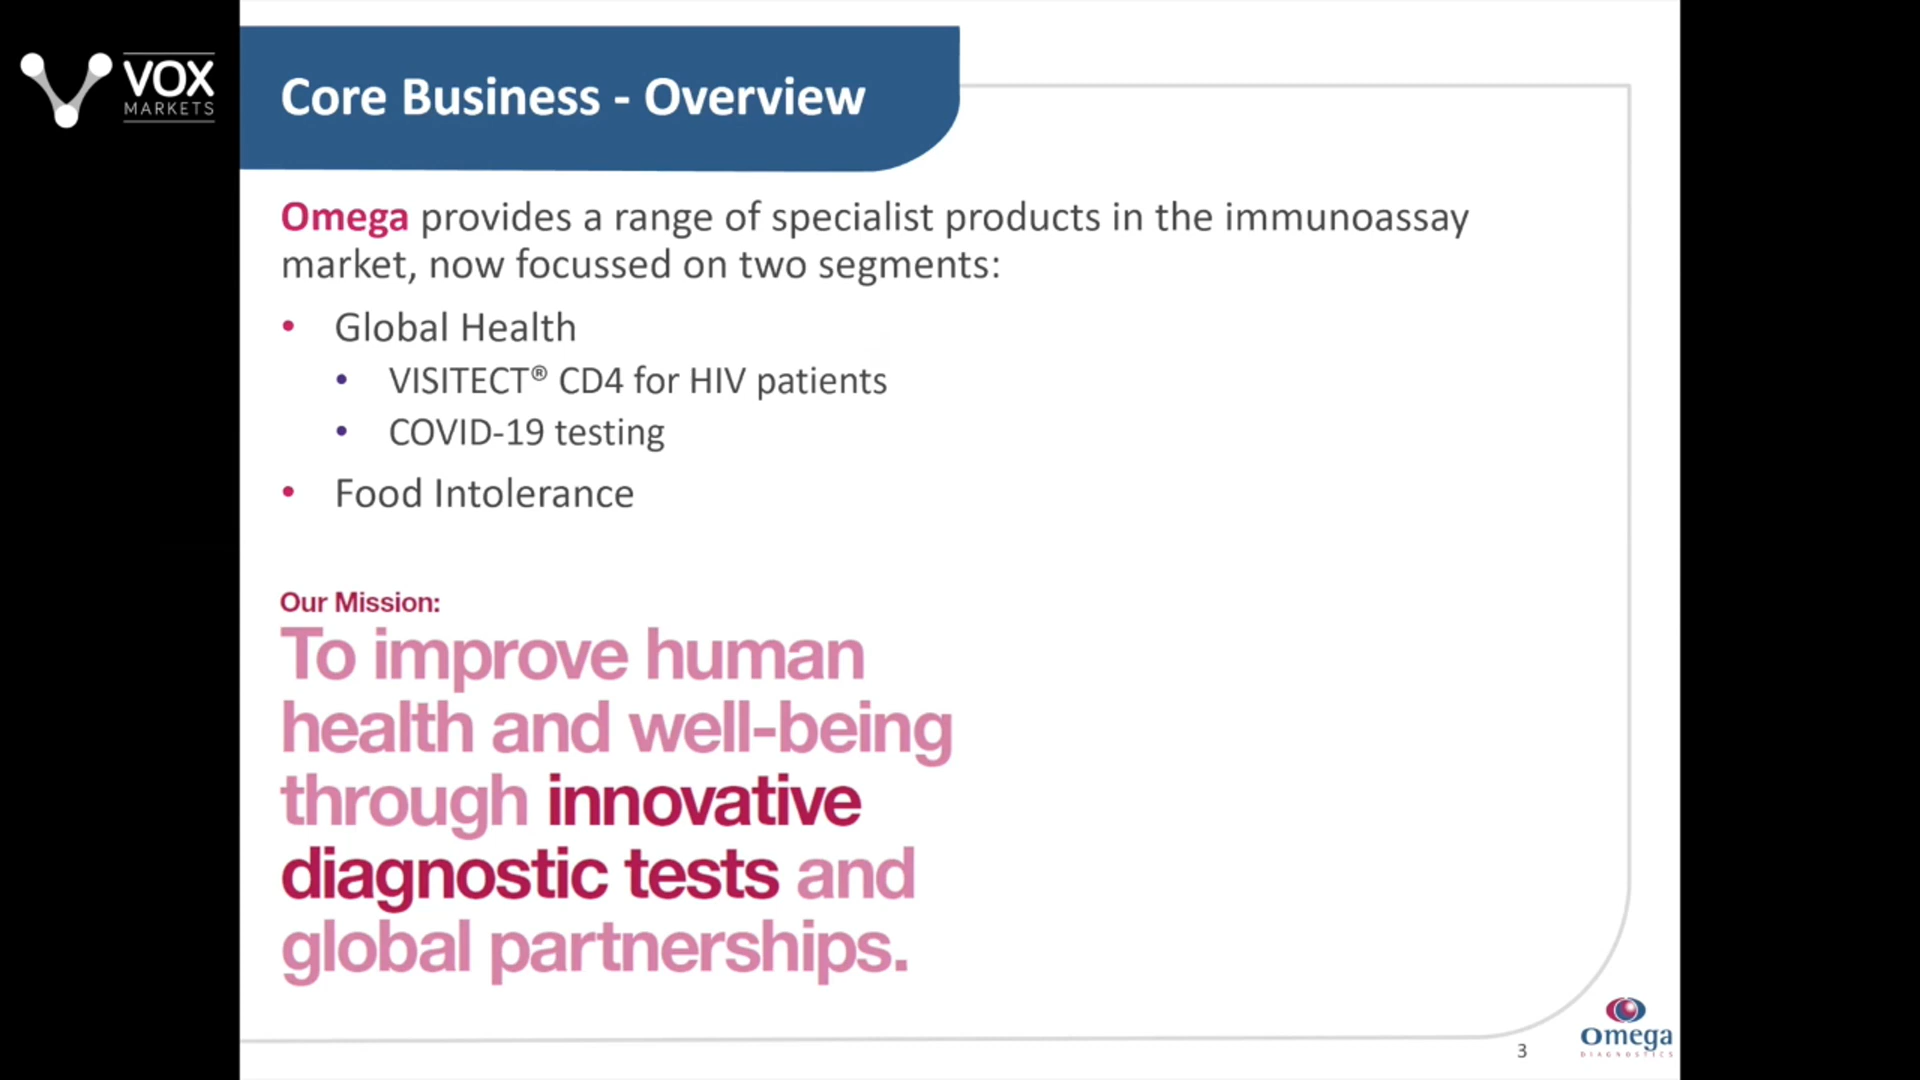 VOX
MARKETS
Core Business - Overview
Omega provides a range of specialist products in the immunoassay
market, now focussed on two segments:
• Global Health
• VISITECT® CD4 for HIV patients
• COVID-19 testing
• Food Intolerance
Our Mission:
To improve human
health and well-being
through innovative
diagnostic tests and
global partnerships.
3
Omega
DIAGNOSTICS